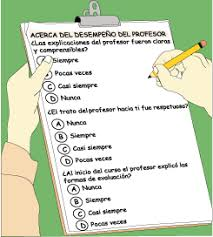 ACERCA DEL DESEMPEÑO DEL PROFESOR
¿Las explicaciones del profesor fueron claras
y comprensibles?
Siempre
Pocas veces
C Casi siempre
D Nunca
¿El trato del profesor hacia ti fue respetuoso?
A Nunca
B Siempre
C Casi siempre
D Pocas veces
¿Al inicio del curso el profesor explicó las
formas de evaluación?
A Nunca
B Siempre
C Casi siempre
D Pocas veces